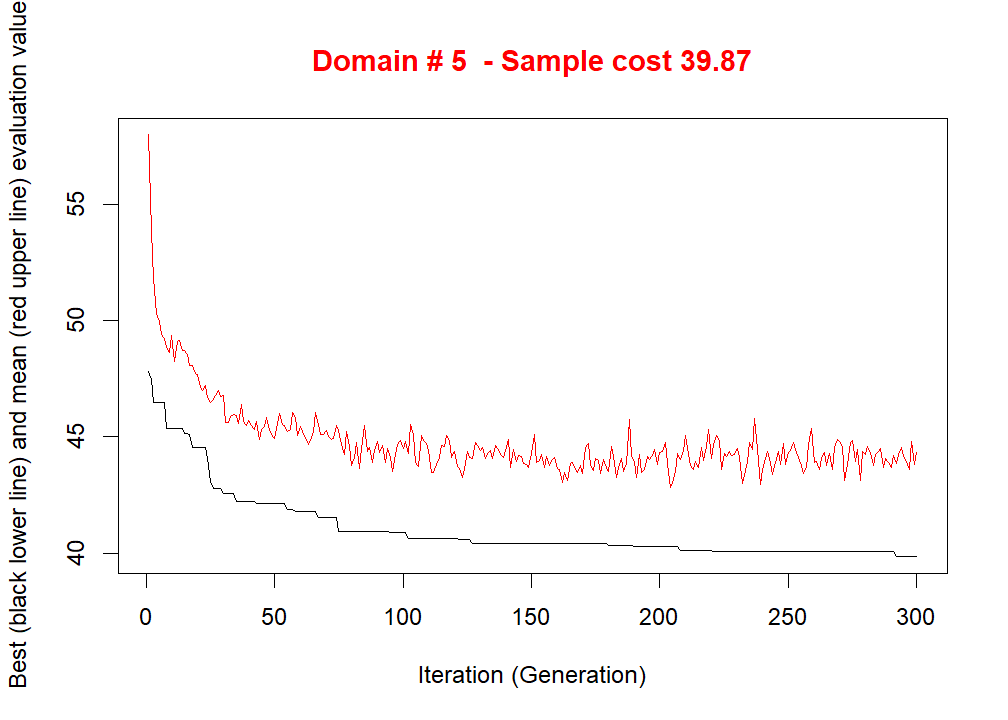 Domain # 5  - Sample cost 39.87
Best (black lower line) and mean (red upper line) evaluation value
55
50
45
40
0 50 100 150 200 250 300
Iteration (Generation)